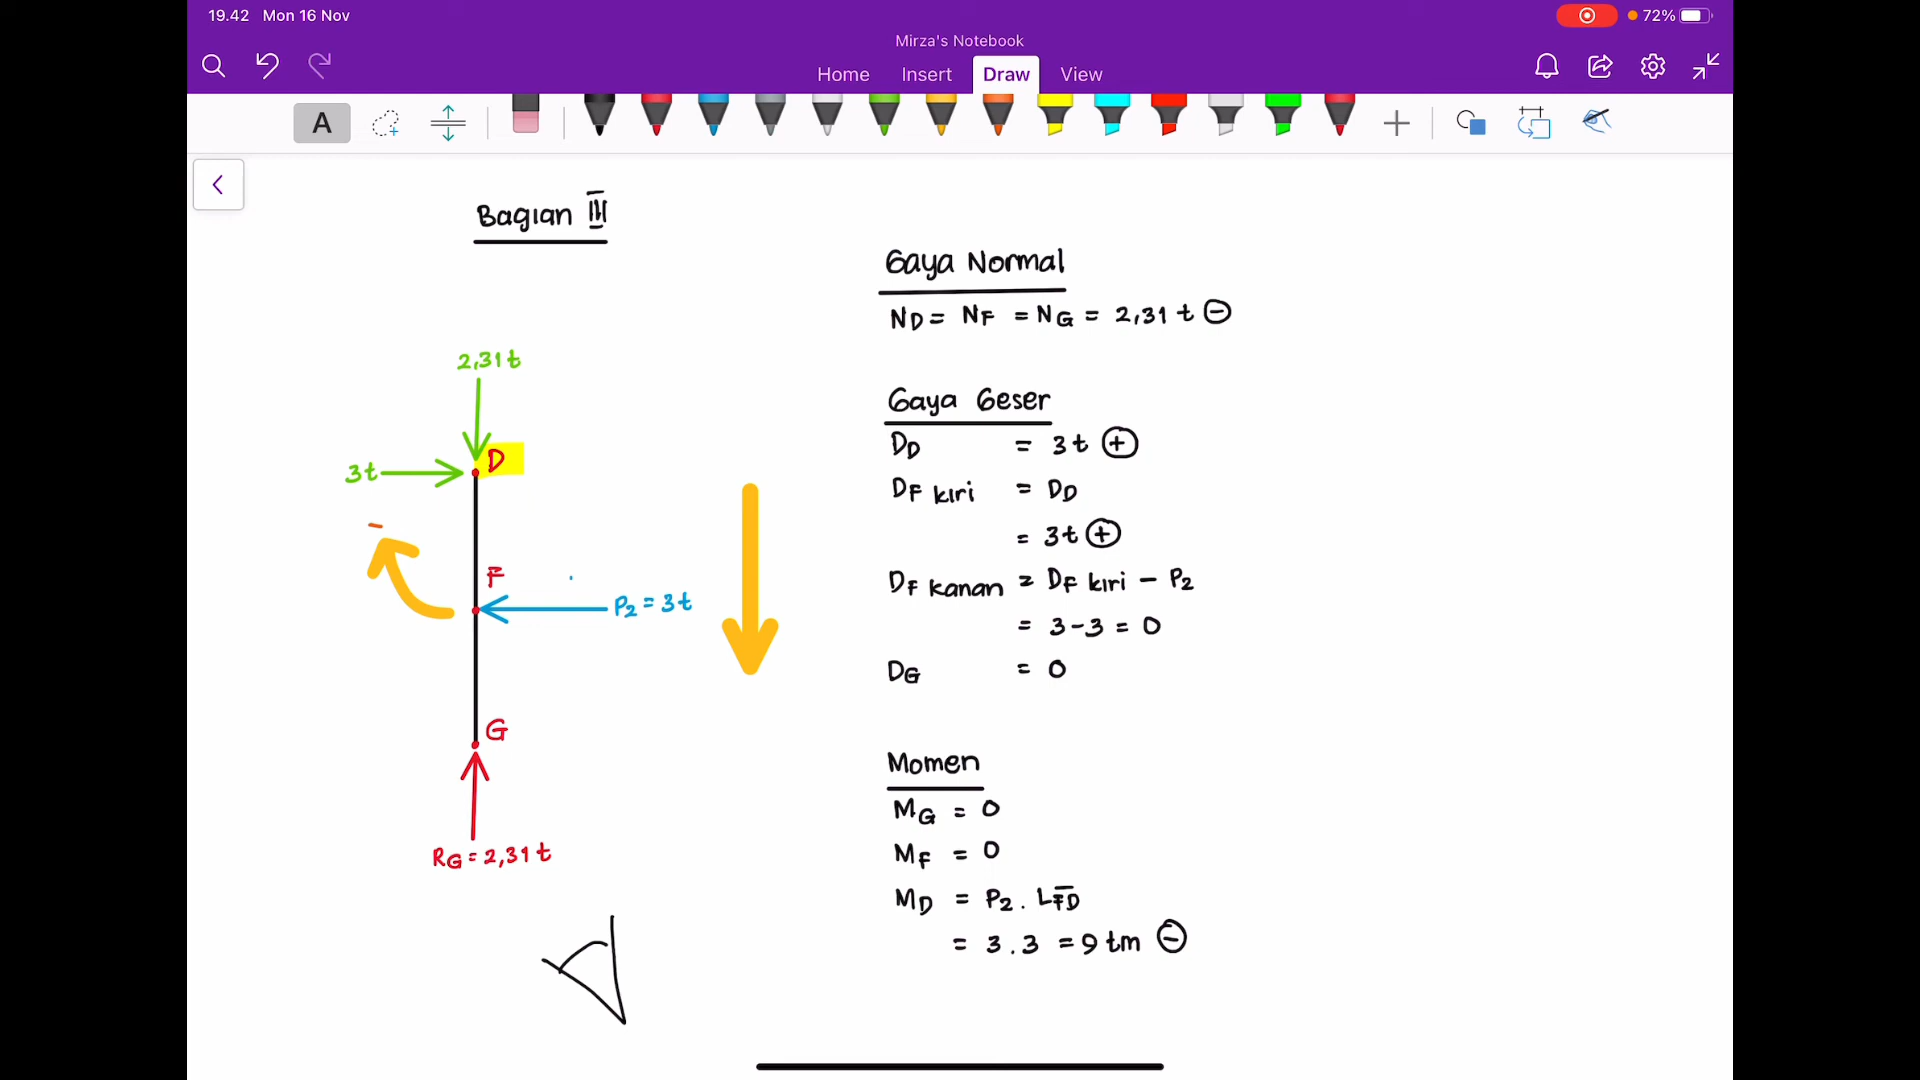 19.42 Mon 16 Nov
72%
Mirza's Notebook
Home Insert Draw View
A
Bagian III
Gaya Normal
ND = NF = NG = 2,31 t ⊖
2,31 t
Gaya Geser
DD = 3 t ⊕
D
3t
DF kiri = DD
= 3t ⊕
-
F
DF kanan = DF kiri - P2
P2 = 3 t
= 3-3 = 0
DG = 0
G
Momen
MG = 0
MF = 0
RG = 2,31 t
MD = P2 . LFD
= 3 . 3 = 9 tm ⊖